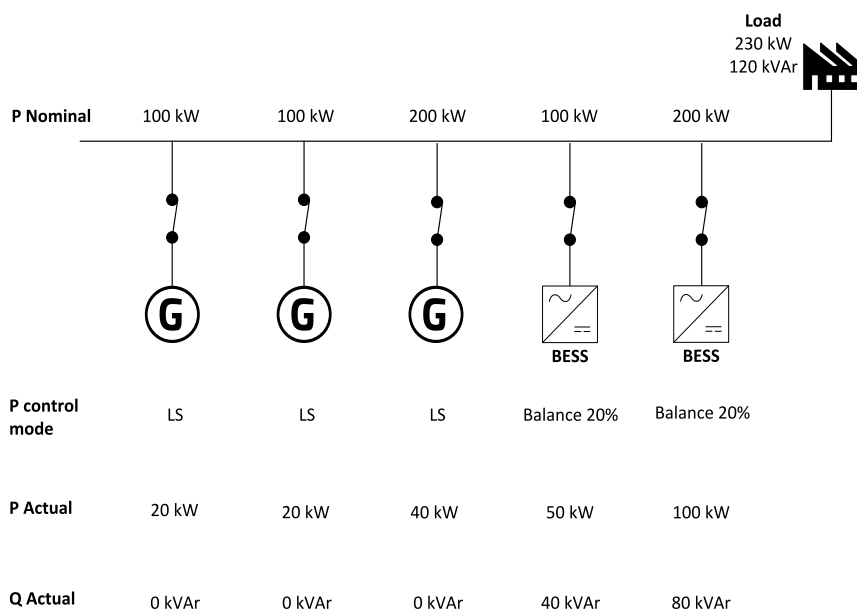 Load
230 kW
120 kVAr
P Nominal 100 kW 100 kW 200 kW 100 kW 200 kW
G G G
BESS BESS
P control
mode
LS LS LS Balance 20% Balance 20%
P Actual 20 kW 20 kW 40 kW 50 kW 100 kW
Q Actual 0 kVAr 0 kVAr 0 kVAr 40 kVAr 80 kVAr